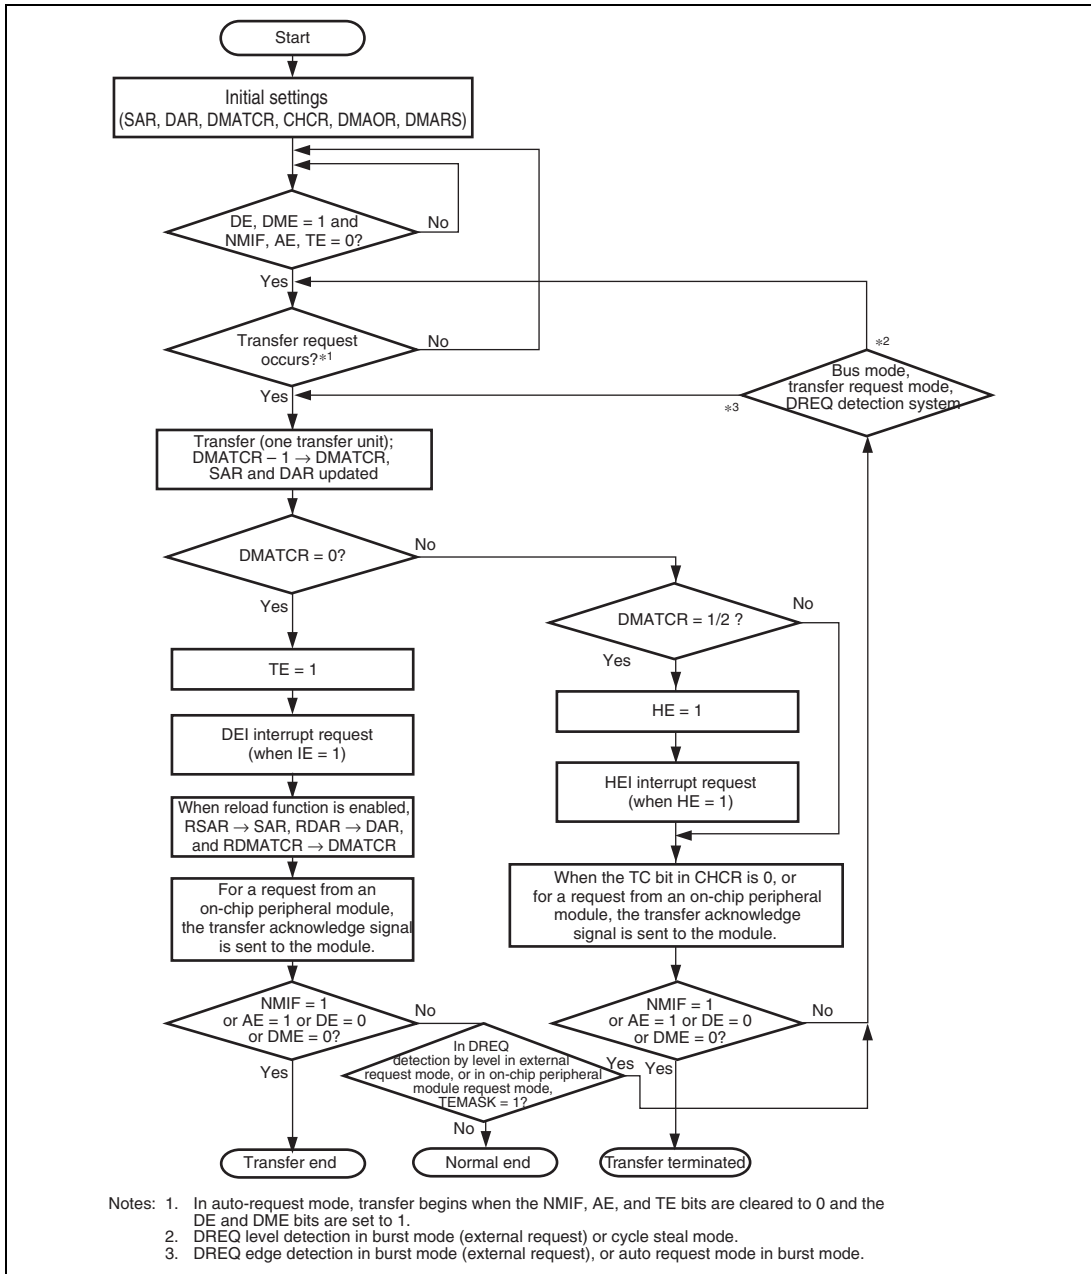 Start
Initial settings
(SAR, DAR, DMATCR, CHCR, DMAOR, DMARS)
DE, DME = 1 and
NMIF, AE, TE = 0?
No
Yes
Transfer request
occurs?*1
No
Yes
*2
Bus mode,
transfer request mode,
DREQ detection system
*3
Transfer (one transfer unit);
DMATCR – 1 → DMATCR,
SAR and DAR updated
DMATCR = 0?
No
Yes
DMATCR = 1/2 ?
No
Yes
TE = 1
HE = 1
DEI interrupt request
(when IE = 1)
HEI interrupt request
(when HE = 1)
When reload function is enabled,
RSAR → SAR, RDAR → DAR,
and RDMATCR → DMATCR
For a request from an
on-chip peripheral module,
the transfer acknowledge signal
is sent to the module.
When the TC bit in CHCR is 0, or
for a request from an on-chip peripheral
module, the transfer acknowledge
signal is sent to the module.
NMIF = 1
or AE = 1 or DE = 0
or DME = 0?
No
Yes
NMIF = 1
or AE = 1 or DE = 0
or DME = 0?
No
Yes
In DREQ
detection by level in external
request mode, or in on-chip peripheral
module request mode,
TEMASK = 1?
Yes
No
Transfer end
Normal end
Transfer terminated
Notes: 1. In auto-request mode, transfer begins when the NMIF, AE, and TE bits are cleared to 0 and the
DE and DME bits are set to 1.
2. DREQ level detection in burst mode (external request) or cycle steal mode.
3. DREQ edge detection in burst mode (external request), or auto request mode in burst mode.